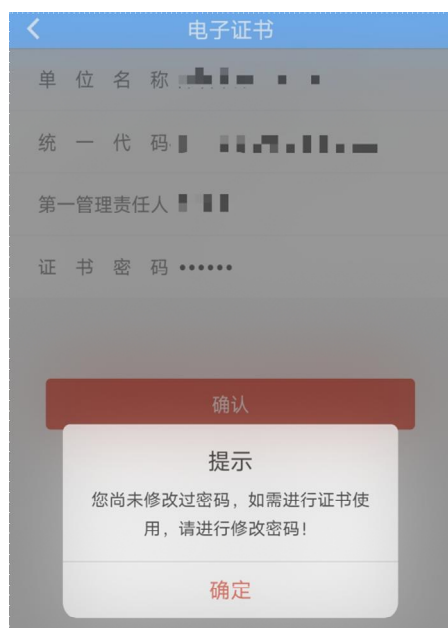 电子证书
单位名称
统一代码
第一管理责任人
证书密码 ••••••
确认
提示
您尚未修改过密码，如需进行证书使
用，请进行修改密码！
确定